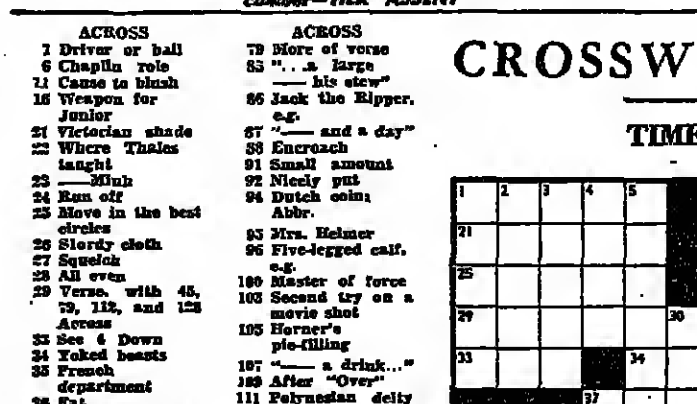 ACROSS
1 Driver or ball
6 Chaplin role
11 Cause to blush
16 Weapon for
Junior
21 Victorian shade
22 Where Thales
taught
23 —Minh
24 Run off
25 Move in the best
circles
26 Sturdy cloth
27 Squelch
28 All even
29 Verse, with 45,
79, 112, and 128
Across
33 See 4 Down
34 Yoked beasts
35 French
department
ACROSS
79 More of verse
83 "...a large
— his stew"
86 Jack the Ripper,
e.g.
87 "— and a day"
88 Encroach
91 Small amount
92 Nicely put
94 Dutch coin:
Abbr.
95 Mrs. Helmer
96 Five-legged calf,
e.g.
100 Master of force
103 Second try on a
movie shot
105 Horner's
pie-filling
107 "— a drink..."
109 After "Over"
111 Polynesian deity
CROSSW
TIME
1 2 3 4 5
21
25
29 30
33 34
37